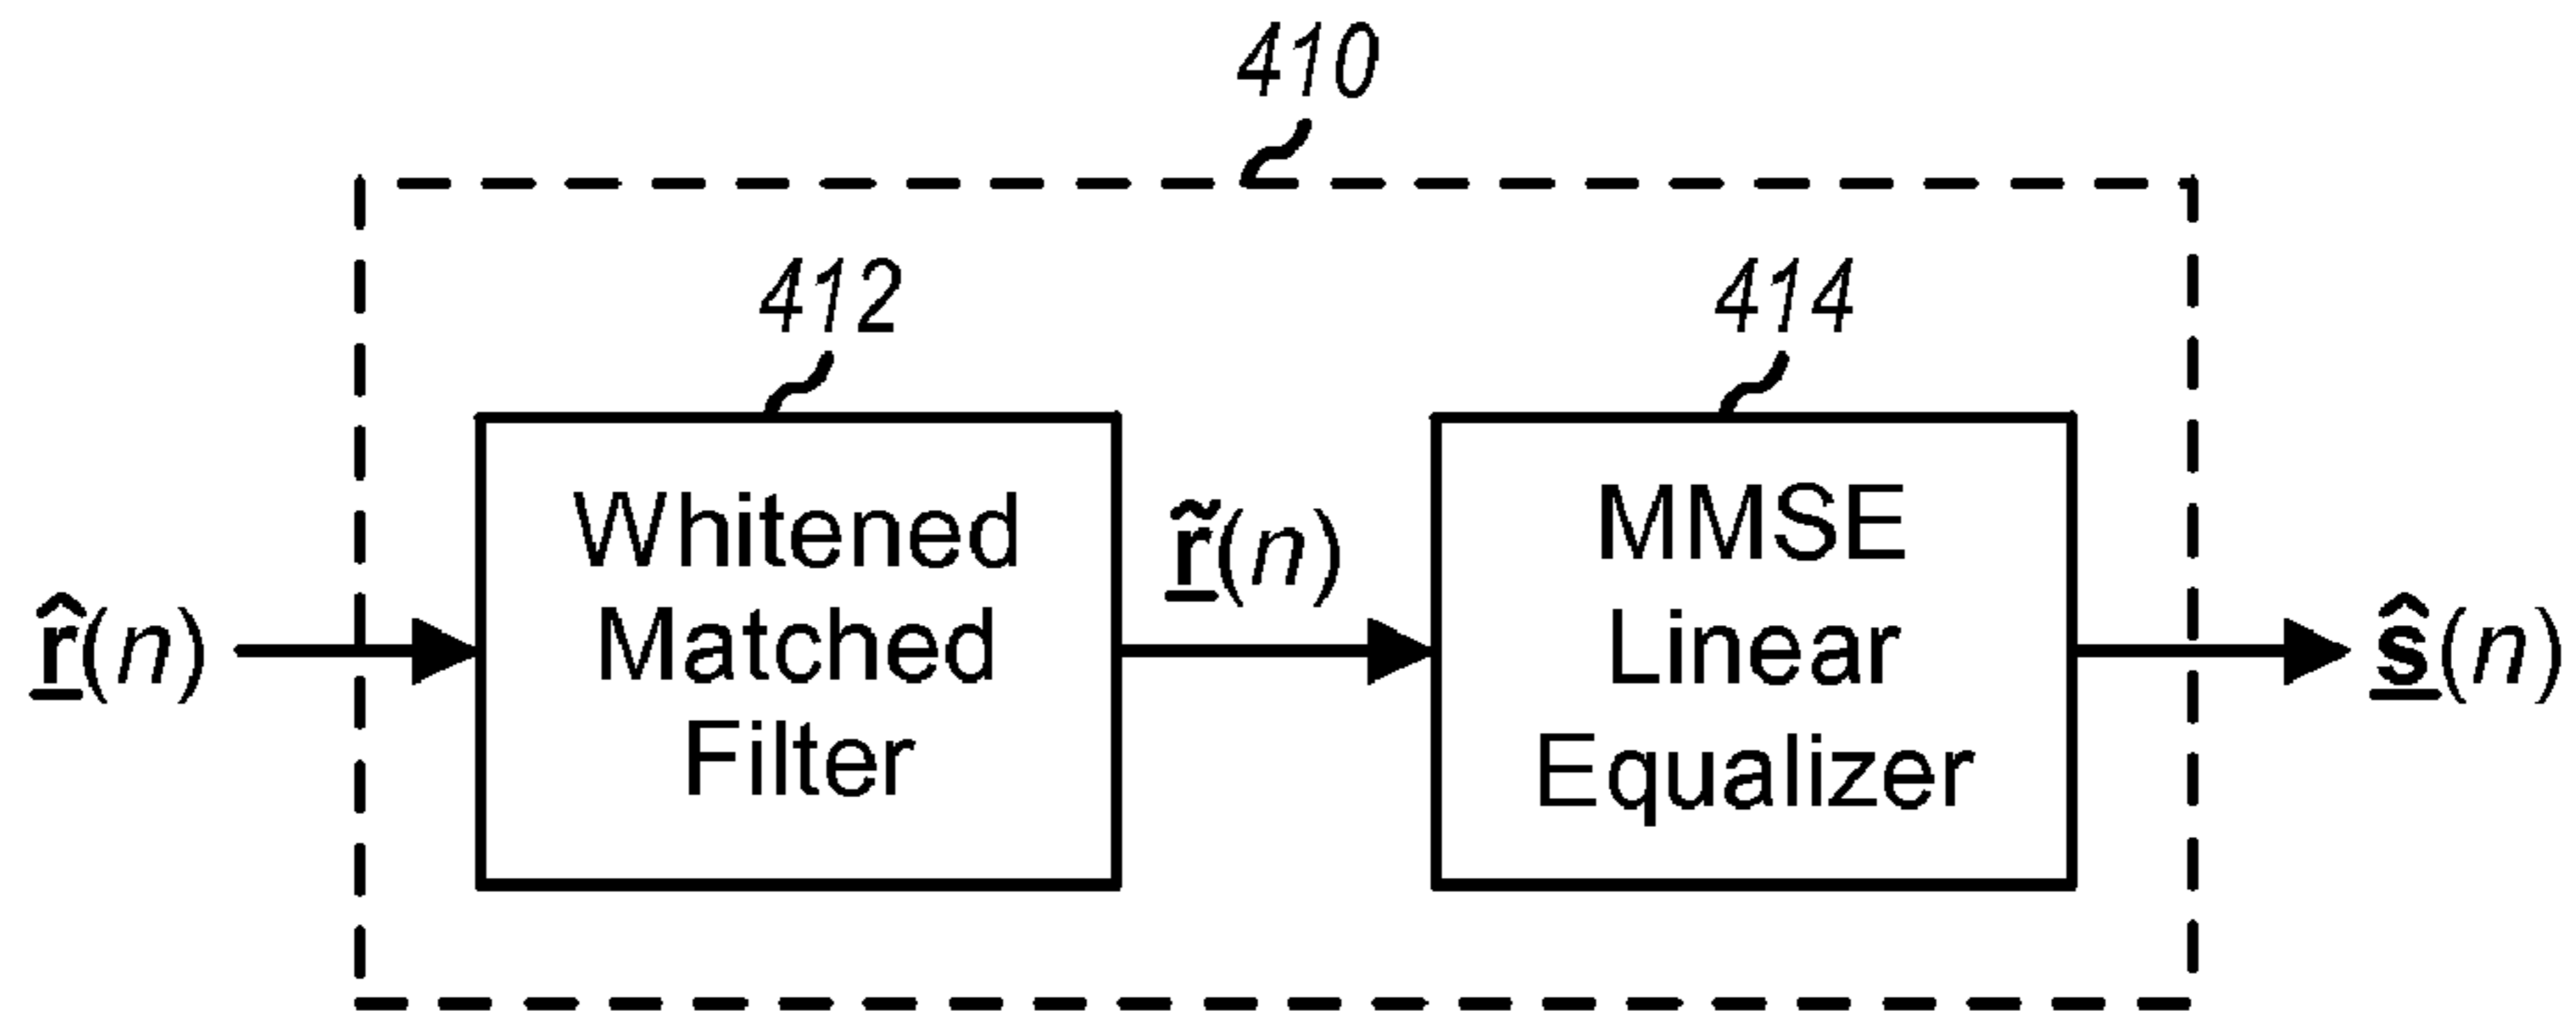 410
412
414
Whitened
Matched
Filter
MMSE
Linear
Equalizer
r̲̂(n)
r̲̃(n)
ŝ̲(n)